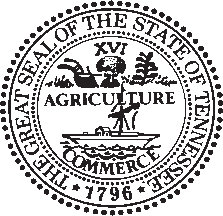 THE GREAT SEAL OF THE STATE OF TENNESSEE
XVI
AGRICULTURE
COMMERCE
1796